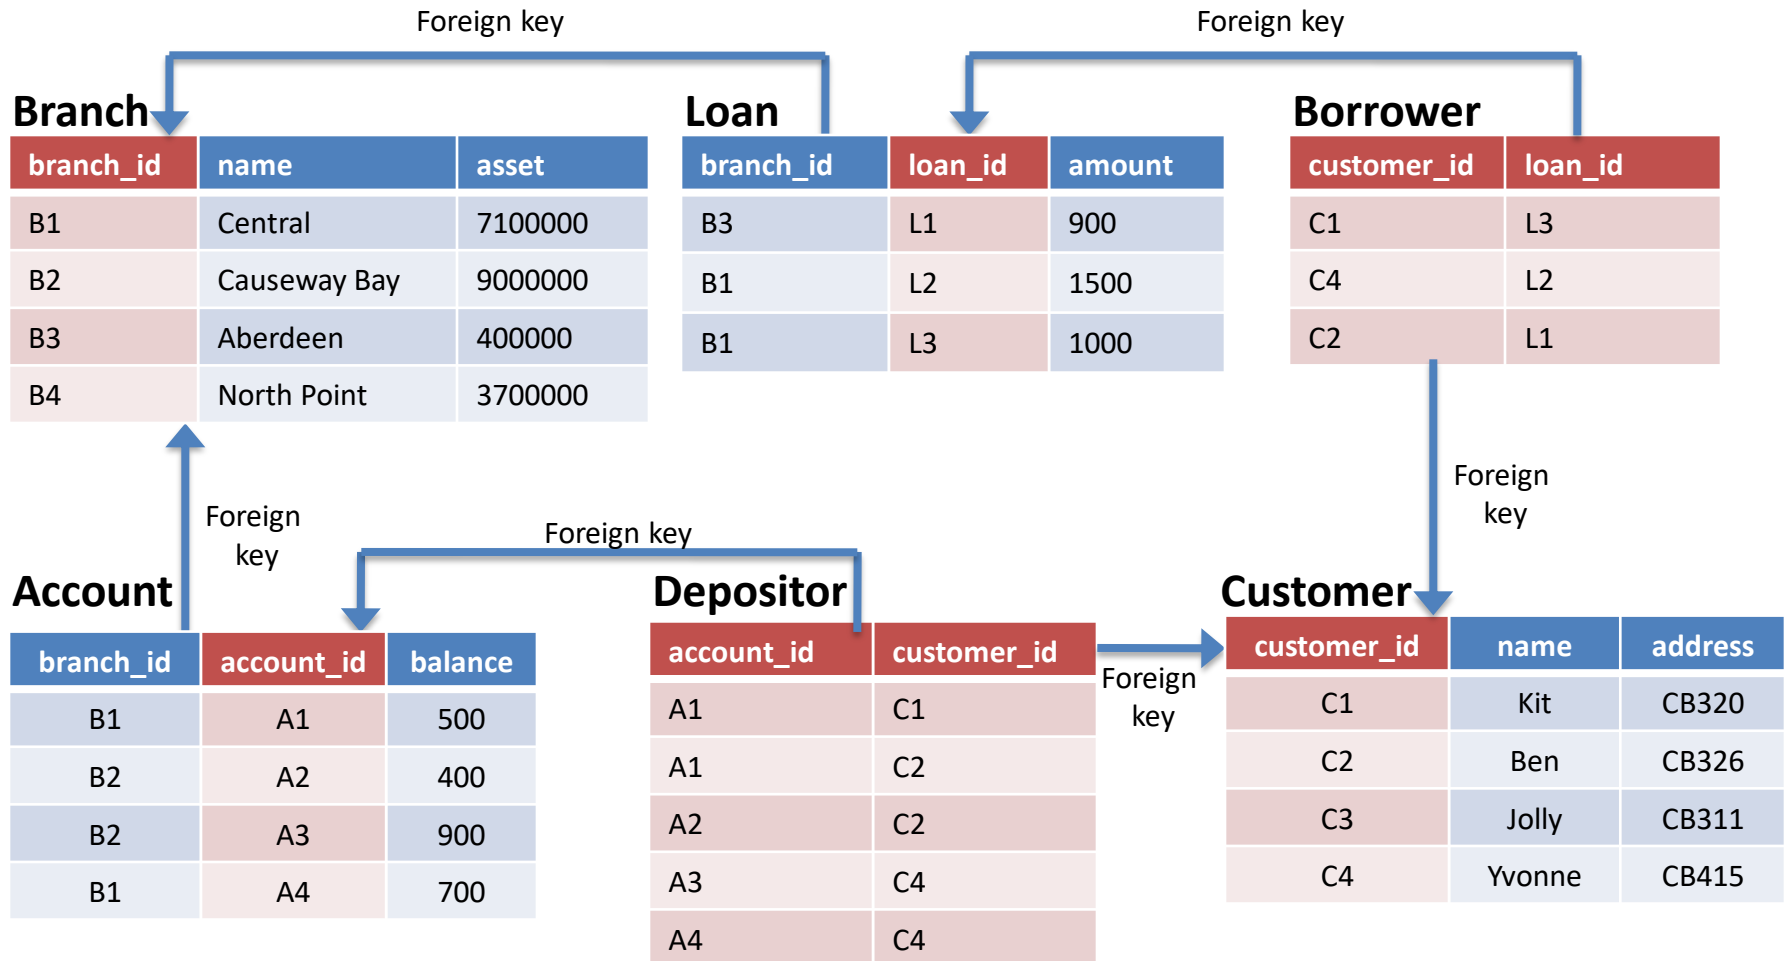 Foreign key
Foreign key
Branch
branch_id name asset
B1 Central 7100000
B2 Causeway Bay 9000000
B3 Aberdeen 400000
B4 North Point 3700000
Loan
branch_id loan_id amount
B3 L1 900
B1 L2 1500
B1 L3 1000
Borrower
customer_id loan_id
C1 L3
C4 L2
C2 L1
Foreign
key
Foreign key
Foreign
key
Account
branch_id account_id balance
B1 A1 500
B2 A2 400
B2 A3 900
B1 A4 700
Depositor
account_id customer_id
A1 C1
A1 C2
A2 C2
A3 C4
A4 C4
Foreign
key
Customer
customer_id name address
C1 Kit CB320
C2 Ben CB326
C3 Jolly CB311
C4 Yvonne CB415